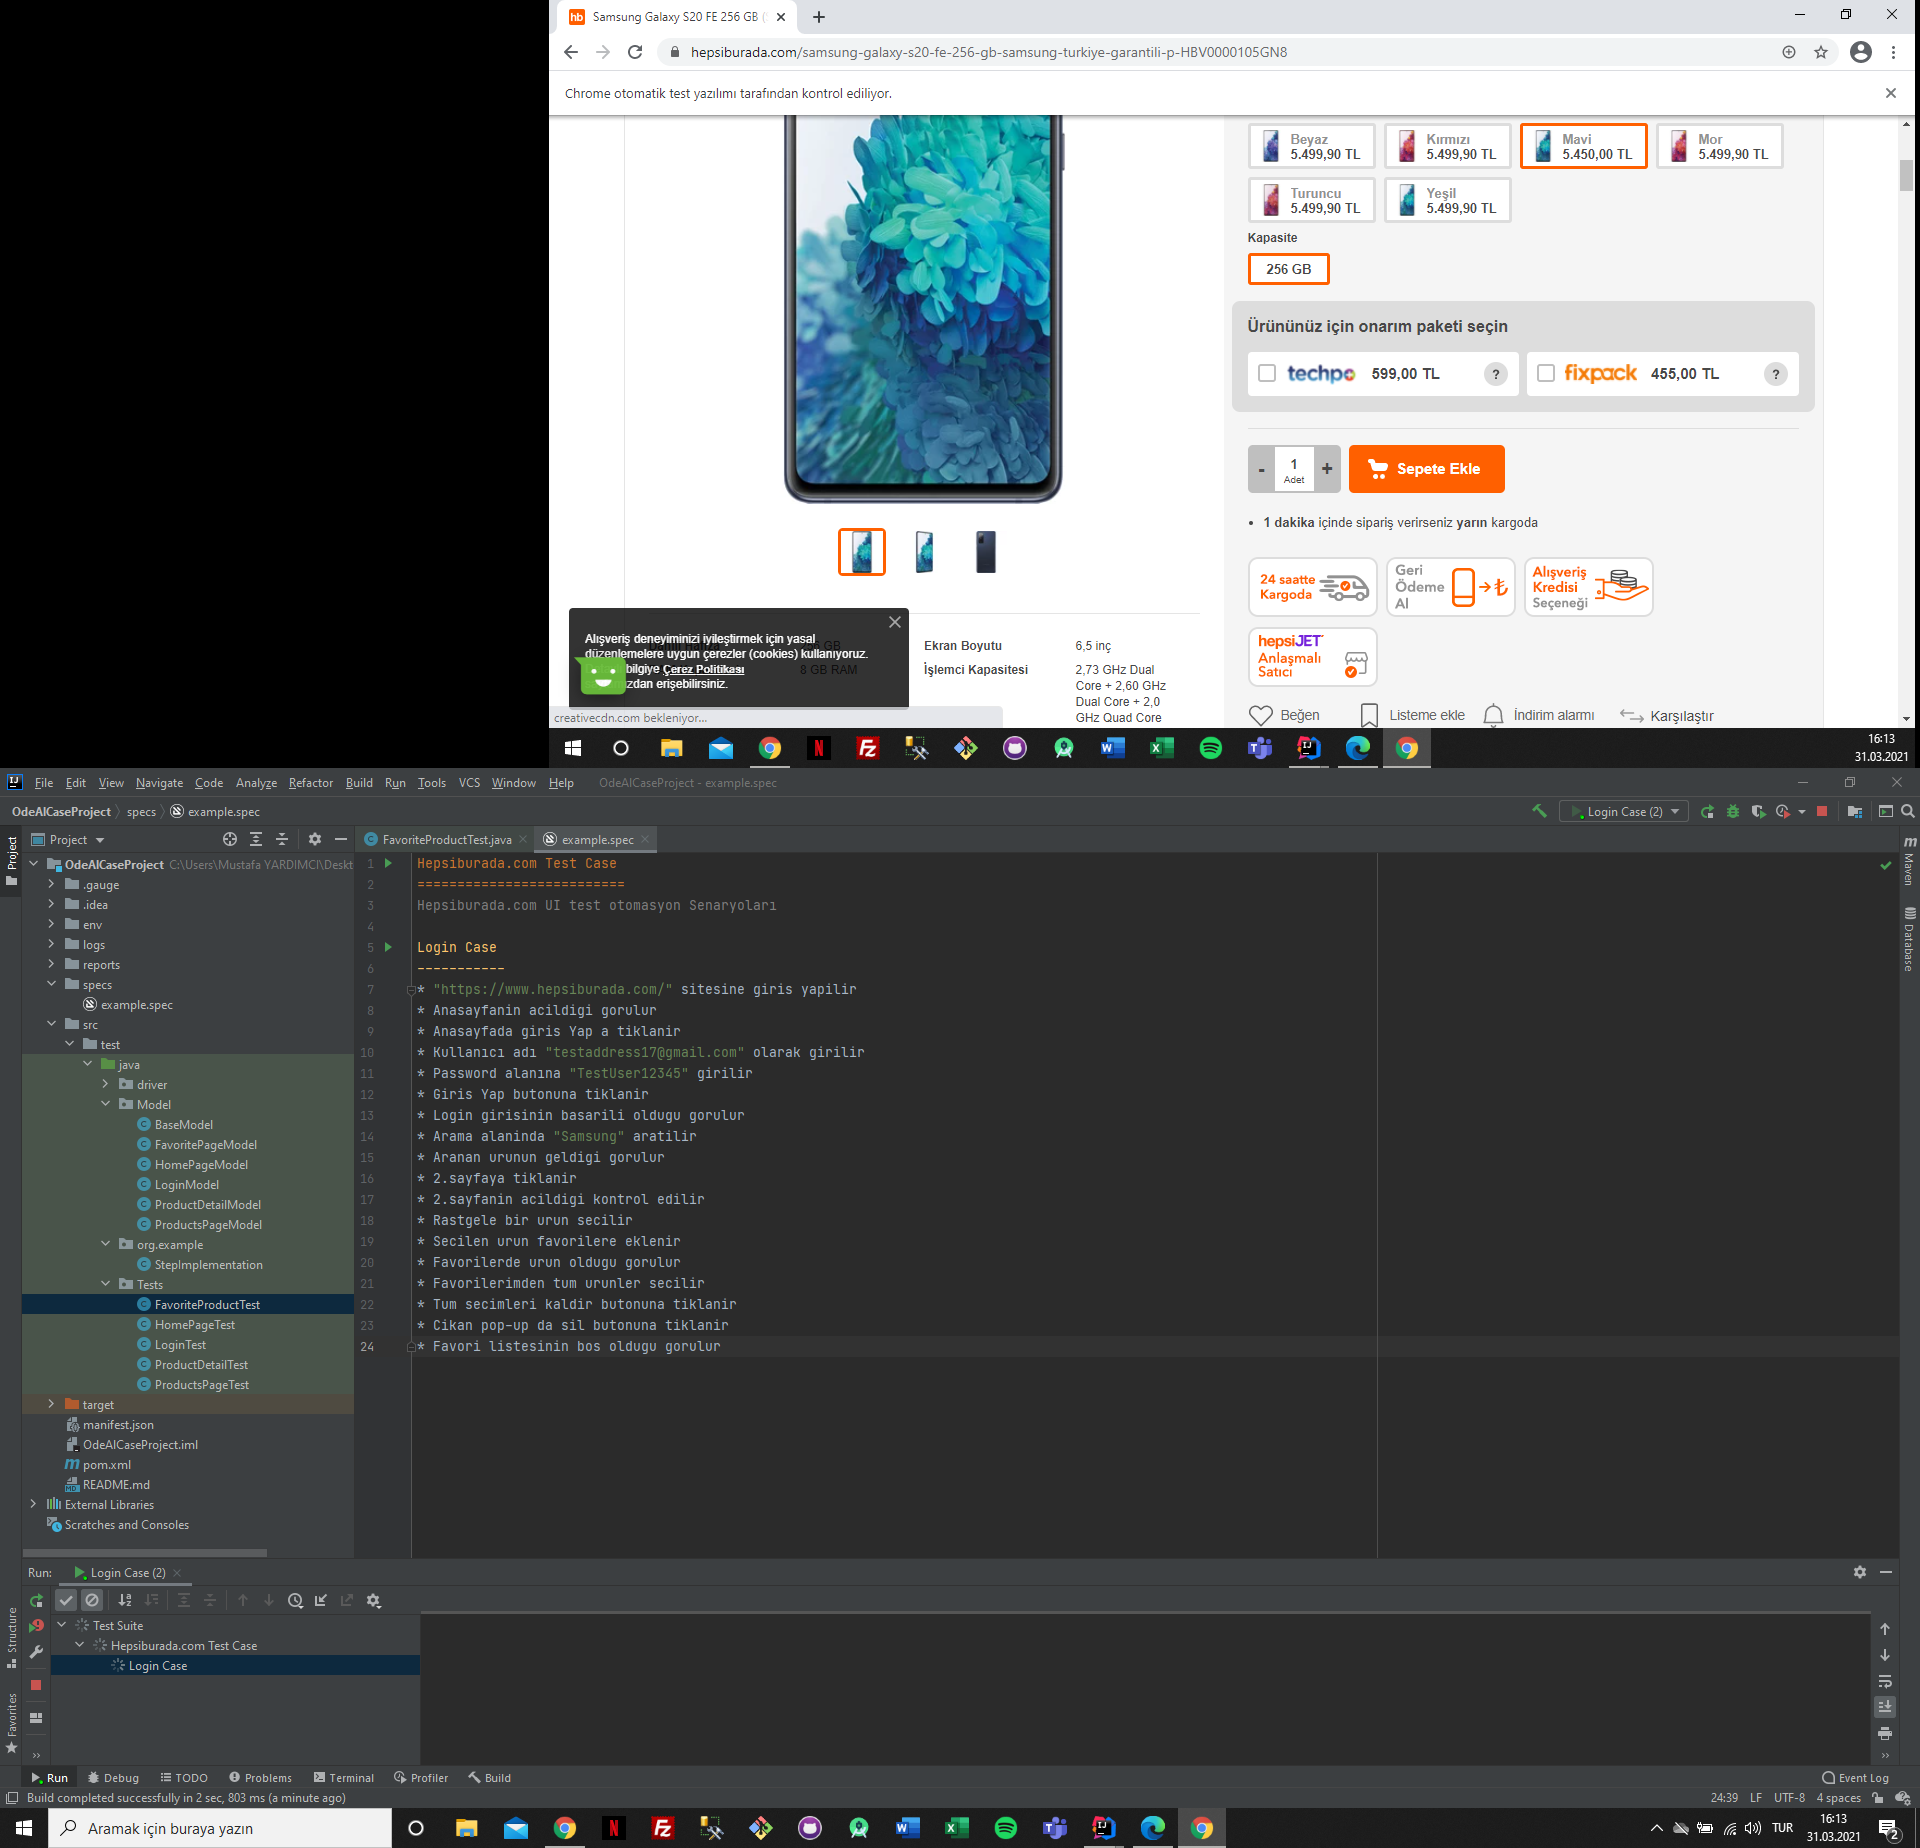 Samsung Galaxy S20 FE 256 GB (
hepsiburada.com/samsung-galaxy-s20-fe-256-gb-samsung-turkiye-garantili-p-HBV0000105GN8
Chrome otomatik test yazılımı tarafından kontrol ediliyor.
Beyaz
5.499,90 TL
Kırmızı
5.499,90 TL
Mavi
5.450,00 TL
Mor
5.499,90 TL
Turuncu
5.499,90 TL
Yeşil
5.499,90 TL
Kapasite
256 GB
Ürününüz için onarım paketi seçin
techpo 599,00 TL ?
fixpack 455,00 TL ?
- 1 Adet +
Sepete Ekle
• 1 dakika içinde sipariş verirseniz yarın kargoda
24 saatte
Kargoda
Geri
Ödeme
Al
Alışveriş
Kredisi
Seçeneği
hepsiJET
Anlaşmalı
Satıcı
Beğen
Listeme ekle
İndirim alarmı
Karşılaştır
Alışveriş deneyiminizi iyileştirmek için yasal
düzenlemelere uygun çerezler (cookies) kullanıyoruz.
bilgiye Çerez Politikası
mızdan erişebilirsiniz.
8 GB RAM
Ekran Boyutu 6,5 inç
İşlemci Kapasitesi 2,73 GHz Dual
Core + 2,60 GHz
Dual Core + 2,0
GHz Quad Core
creativecdn.com bekleniyor...
16:13
31.03.2021
File Edit View Navigate Code Analyze Refactor Build Run Tools VCS Window Help OdeAlCaseProject - example.spec
OdeAlCaseProject specs example.spec
Login Case (2)
Project
FavoriteProductTest.java
example.spec
OdeAlCaseProject C:\Users\Mustafa YARDIMCI\Deskt
.gauge
.idea
env
logs
reports
specs
example.spec
src
test
java
driver
Model
BaseModel
FavoritePageModel
HomePageModel
LoginModel
ProductDetailModel
ProductsPageModel
org.example
StepImplementation
Tests
FavoriteProductTest
HomePageTest
LoginTest
ProductDetailTest
ProductsPageTest
target
manifest.json
OdeAlCaseProject.iml
pom.xml
README.md
External Libraries
Scratches and Consoles
1 Hepsiburada.com Test Case
2 ==========================
3 Hepsiburada.com UI test otomasyon Senaryoları
4
5 Login Case
6 -----------
7 * "https://www.hepsiburada.com/" sitesine giris yapilir
8 * Anasayfanin acildigi gorulur
9 * Anasayfada giris Yap a tiklanir
10 * Kullanıcı adı "testaddress17@gmail.com" olarak girilir
11 * Password alanına "TestUser12345" girilir
12 * Giris Yap butonuna tiklanir
13 * Login girisinin basarili oldugu gorulur
14 * Arama alaninda "Samsung" aratilir
15 * Aranan urunun geldigi gorulur
16 * 2.sayfaya tiklanir
17 * 2.sayfanin acildigi kontrol edilir
18 * Rastgele bir urun secilir
19 * Secilen urun favorilere eklenir
20 * Favorilerde urun oldugu gorulur
21 * Favorilerimden tum urunler secilir
22 * Tum secimleri kaldir butonuna tiklanir
23 * Cikan pop-up da sil butonuna tiklanir
24 * Favori listesinin bos oldugu gorulur
Project
Structure
Favorites
Maven
Database
Run: Login Case (2)
Test Suite
Hepsiburada.com Test Case
Login Case
Run Debug TODO Problems Terminal Profiler Build
Event Log
Build completed successfully in 2 sec, 803 ms (a minute ago)
24:39 LF UTF-8 4 spaces
Aramak için buraya yazın
TUR
16:13
31.03.2021
2